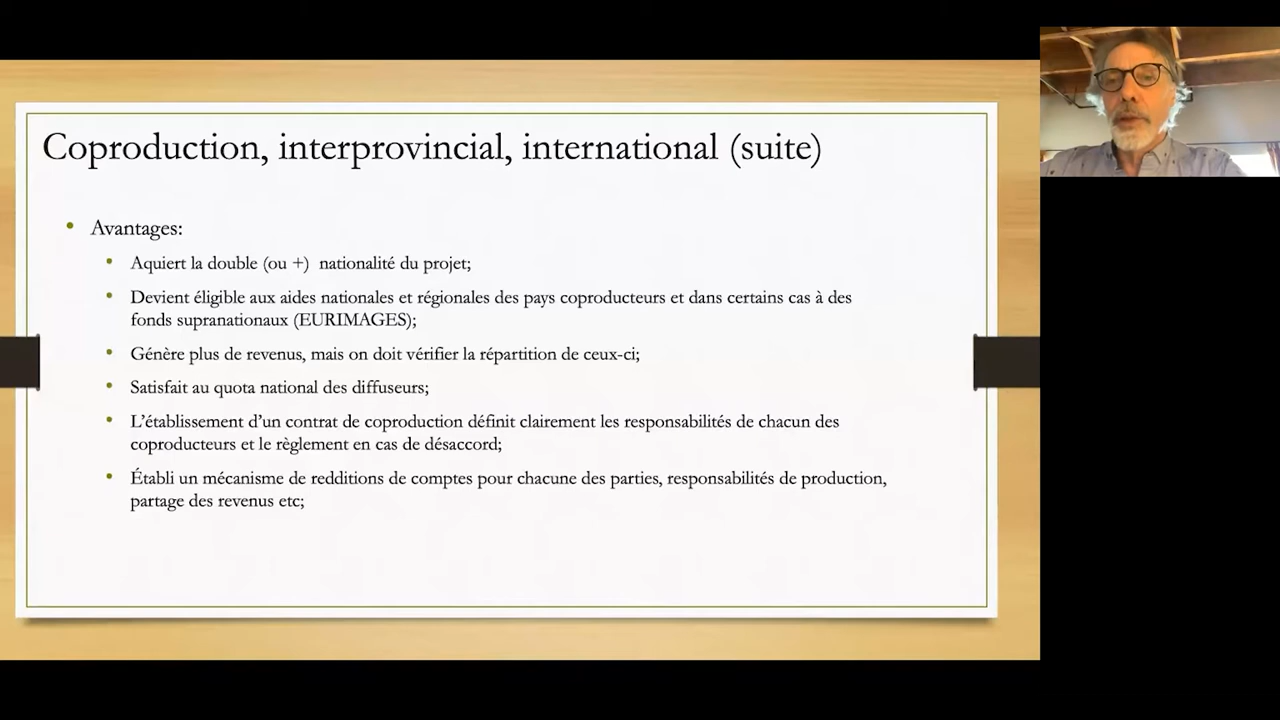 Coproduction, interprovincial, international (suite)
• Avantages:
• Aquiert la double (ou +) nationalité du projet;
• Devient éligible aux aides nationales et régionales des pays coproducteurs et dans certains cas à des
fonds supranationaux (EURIMAGES);
• Génère plus de revenus, mais on doit vérifier la répartition de ceux-ci;
• Satisfait au quota national des diffuseurs;
• L’établissement d’un contrat de coproduction définit clairement les responsabilités de chacun des
coproducteurs et le règlement en cas de désaccord;
• Établi un mécanisme de redditions de comptes pour chacune des parties, responsabilités de production,
partage des revenus etc;